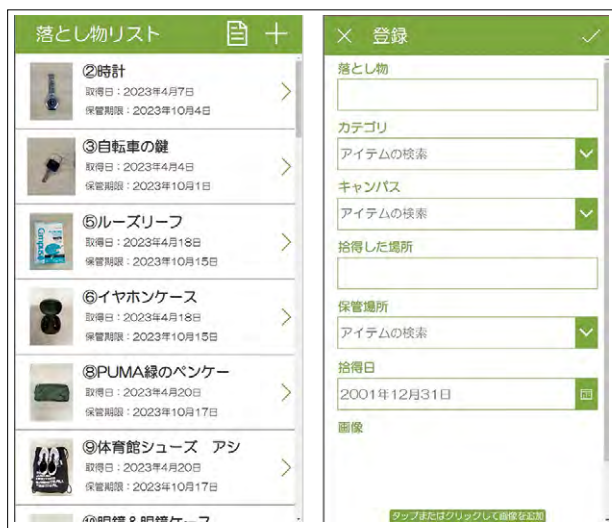 落とし物リスト
②時計
取得日：2023年4月7日
保管期限：2023年10月4日
③自転車の鍵
取得日：2023年4月4日
保管期限：2023年10月1日
⑤ルーズリーフ
取得日：2023年4月18日
保管期限：2023年10月15日
⑥イヤホンケース
取得日：2023年4月18日
保管期限：2023年10月15日
⑧PUMA緑のペンケー
取得日：2023年4月20日
保管期限：2023年10月17日
⑨体育館シューズ　アシ
取得日：2023年4月20日
保管期限：2023年10月17日
⑩眼鏡&眼鏡ケース
登録
落とし物
カテゴリ
アイテムの検索
キャンパス
アイテムの検索
拾得した場所
保管場所
アイテムの検索
拾得日
2001年12月31日
画像
タップまたはクリックして画像を追加